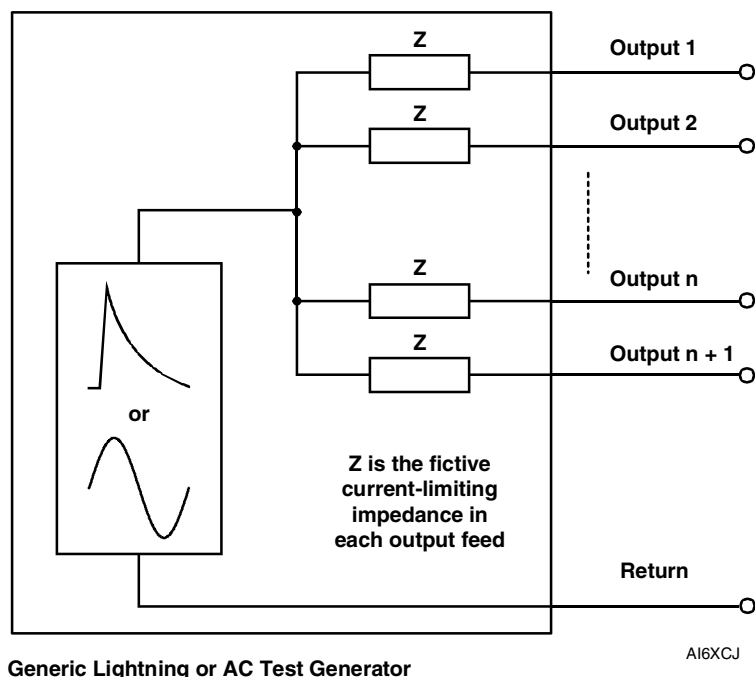 Z
Output 1
Z
Output 2
Z
Output n
Z
Output n + 1
or
Z is the fictive
current-limiting
impedance in
each output feed
Return
AI6XCJ
Generic Lightning or AC Test Generator